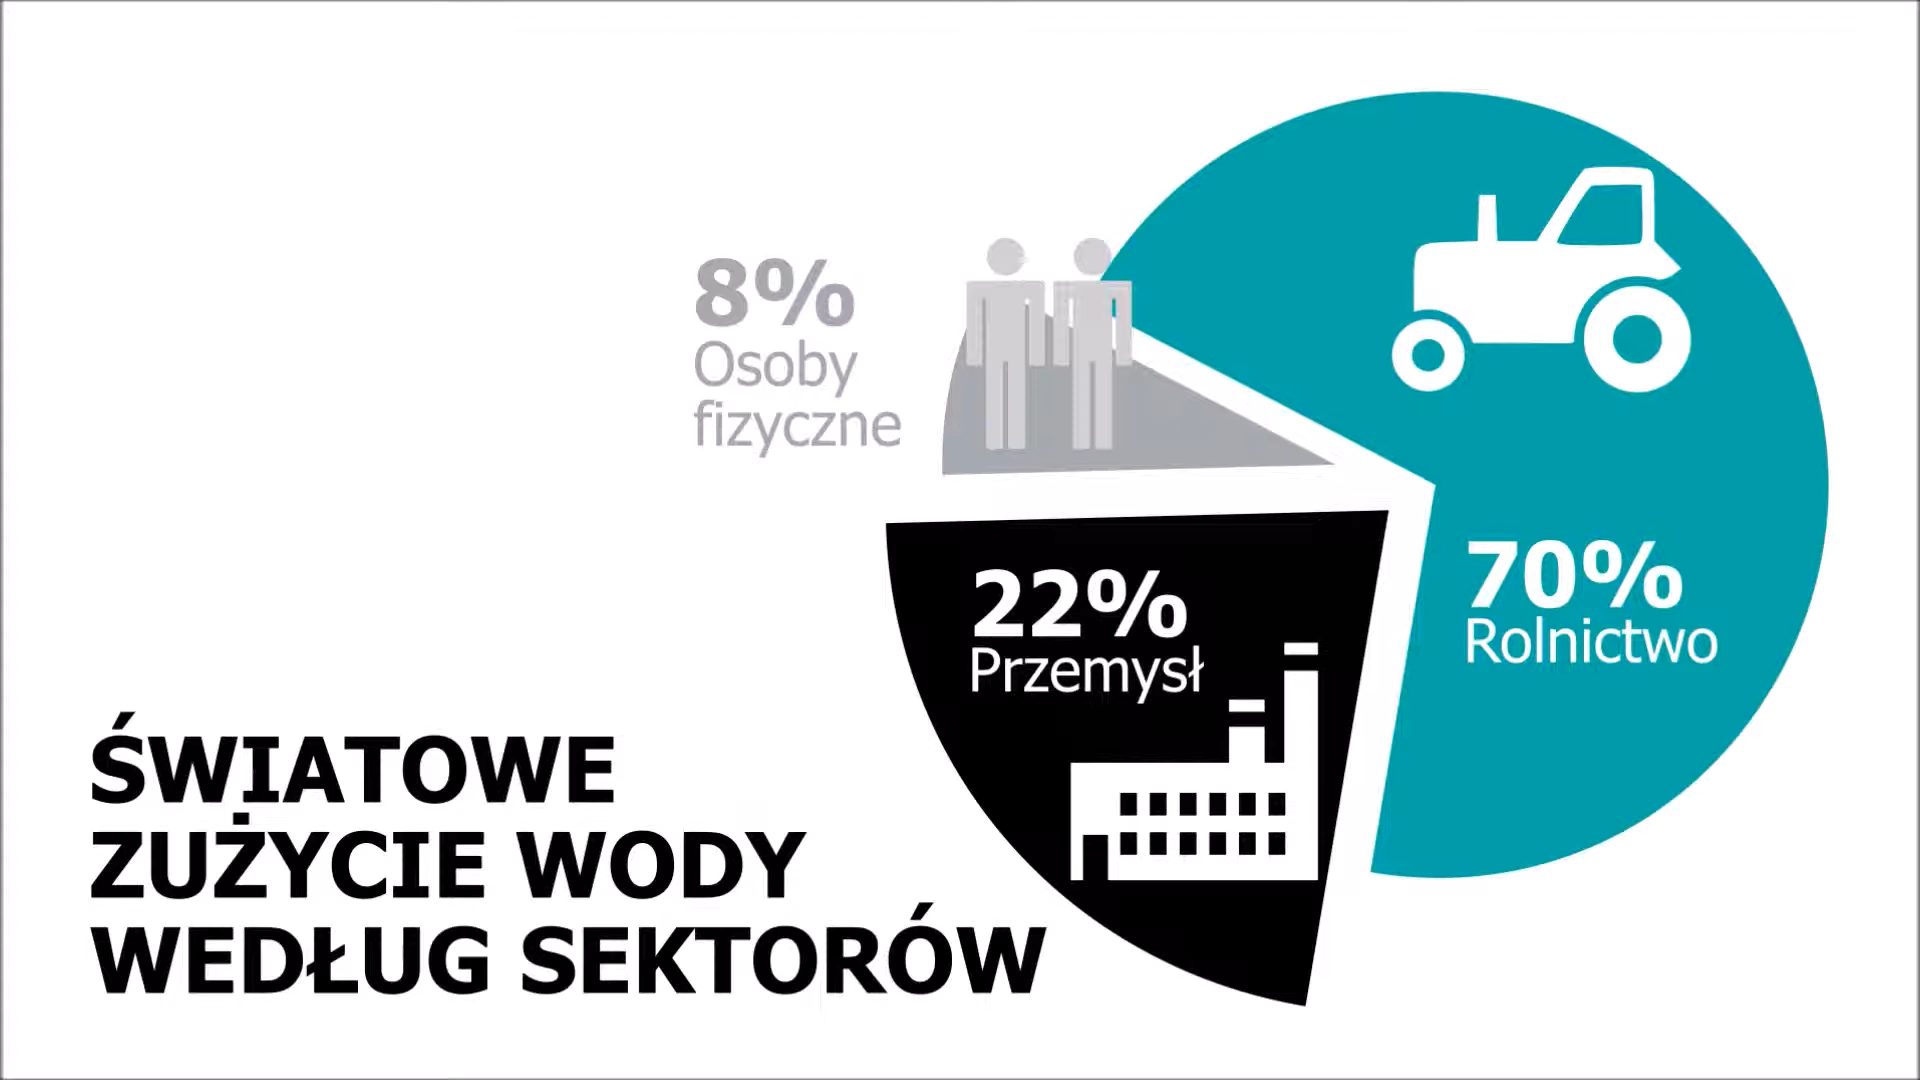 8%
Osoby
fizyczne
22%
Przemysł
70%
Rolnictwo
ŚWIATOWE
ZUŻYCIE WODY
WEDŁUG SEKTORÓW